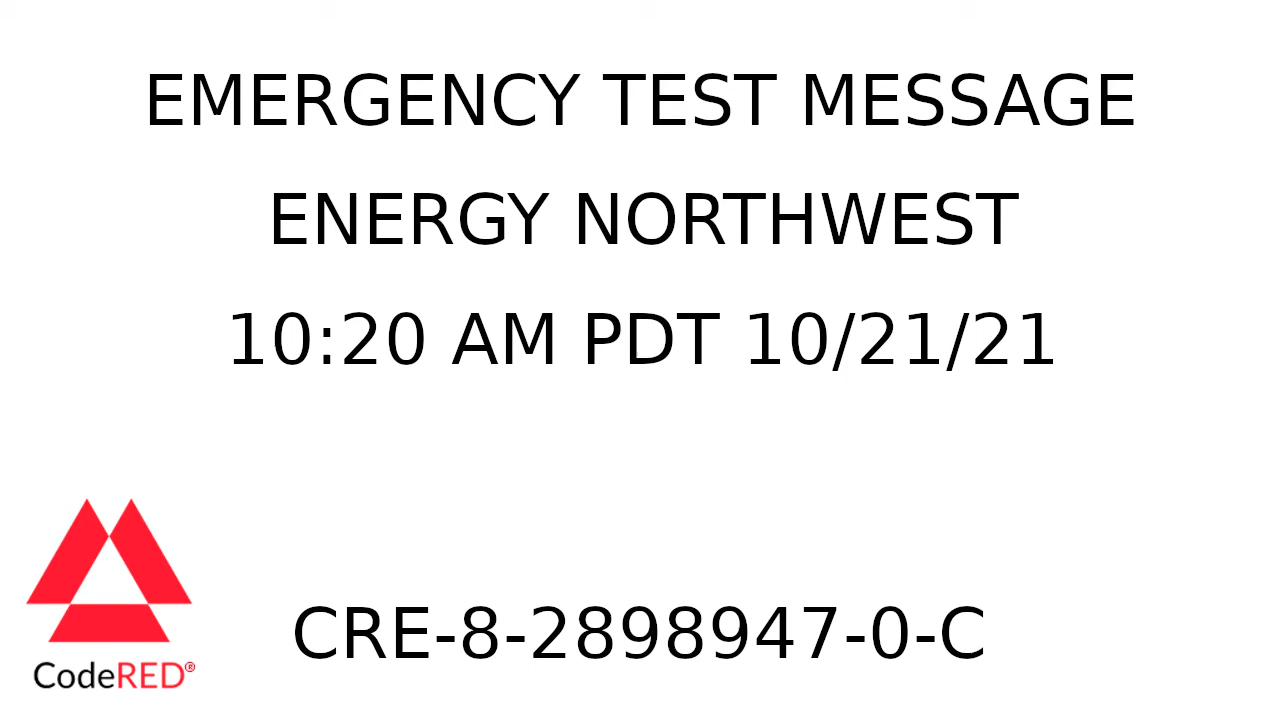 EMERGENCY TEST MESSAGE
ENERGY NORTHWEST
10:20 AM PDT 10/21/21
CRE-8-2898947-0-C
CodeRED®